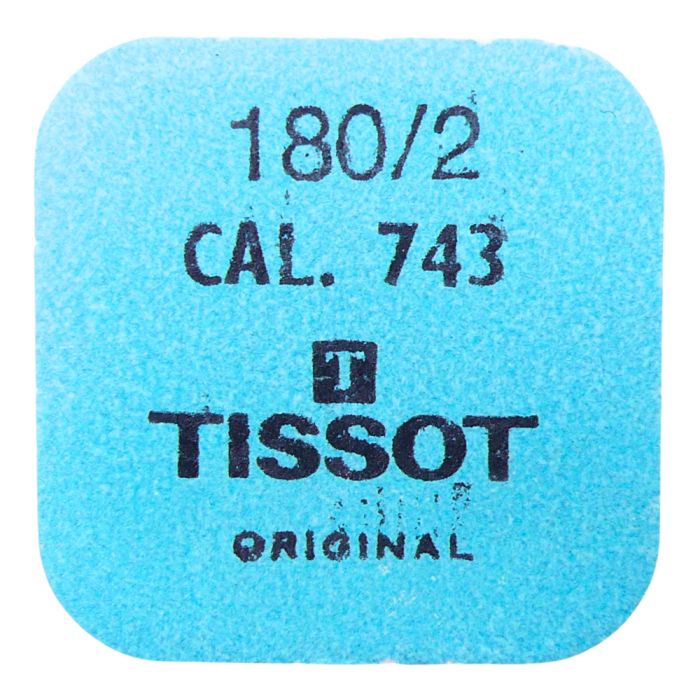 180/2
CAL. 743
T
TISSOT
ORIGINAL